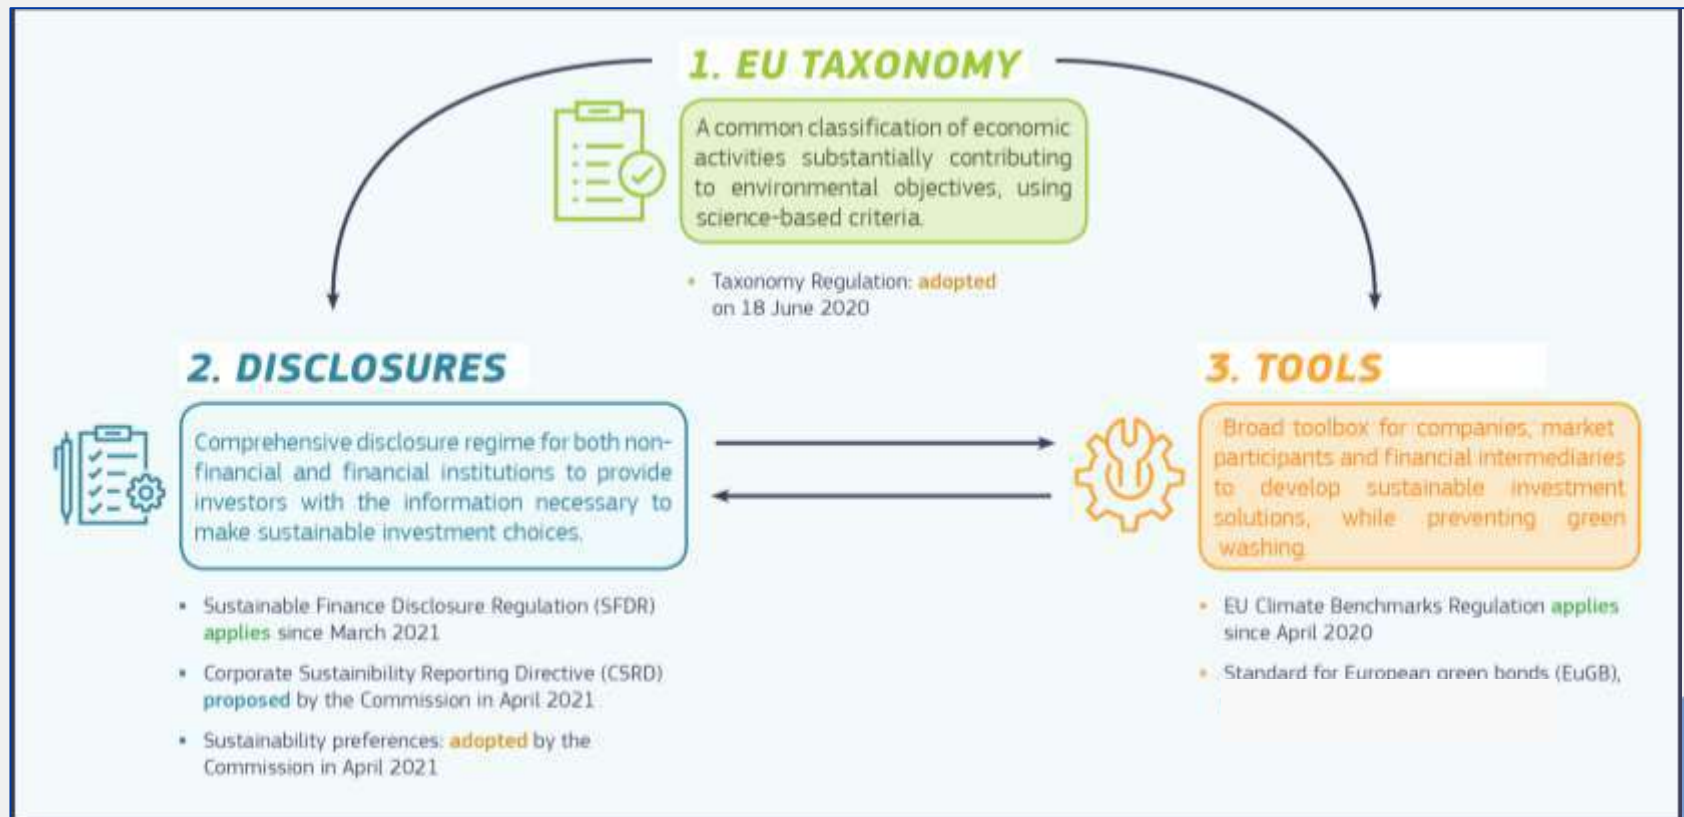 1. EU TAXONOMY
A common classification of economic
activities substantially contributing
to environmental objectives, using
science-based criteria.
• Taxonomy Regulation: adopted
on 18 June 2020
2. DISCLOSURES
Comprehensive disclosure regime for both non-
financial and financial institutions to provide
investors with the information necessary to
make sustainable investment choices.
• Sustainable Finance Disclosure Regulation (SFDR)
applies since March 2021
• Corporate Sustainibility Reporting Directive (CSRD)
proposed by the Commission in April 2021
• Sustainability preferences: adopted by the
Commission in April 2021
3. TOOLS
Broad toolbox for companies, market
participants and financial intermediaries
to develop sustainable investment
solutions, while preventing green
washing.
• EU Climate Benchmarks Regulation applies
since April 2020
• Standard for European green bonds (EuGB),